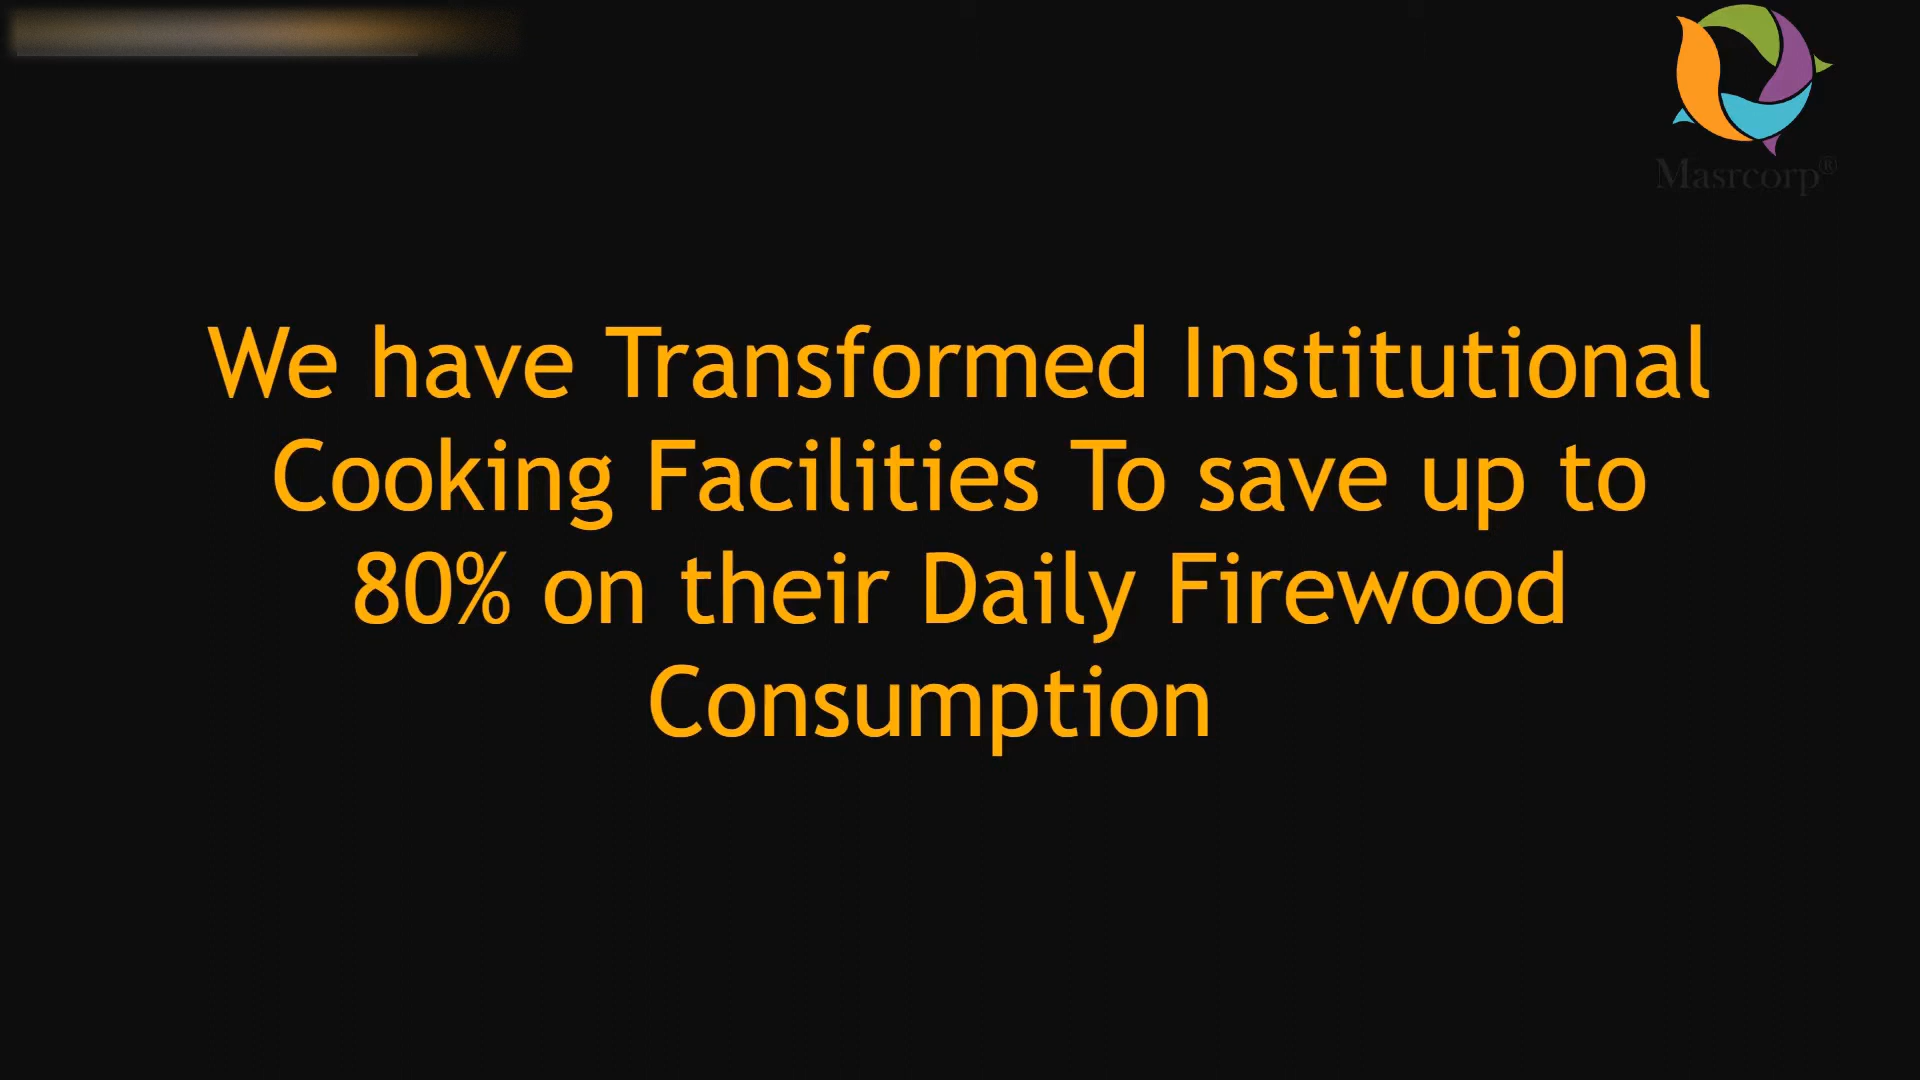 Masrcorp®
We have Transformed Institutional
Cooking Facilities To save up to
80% on their Daily Firewood
Consumption